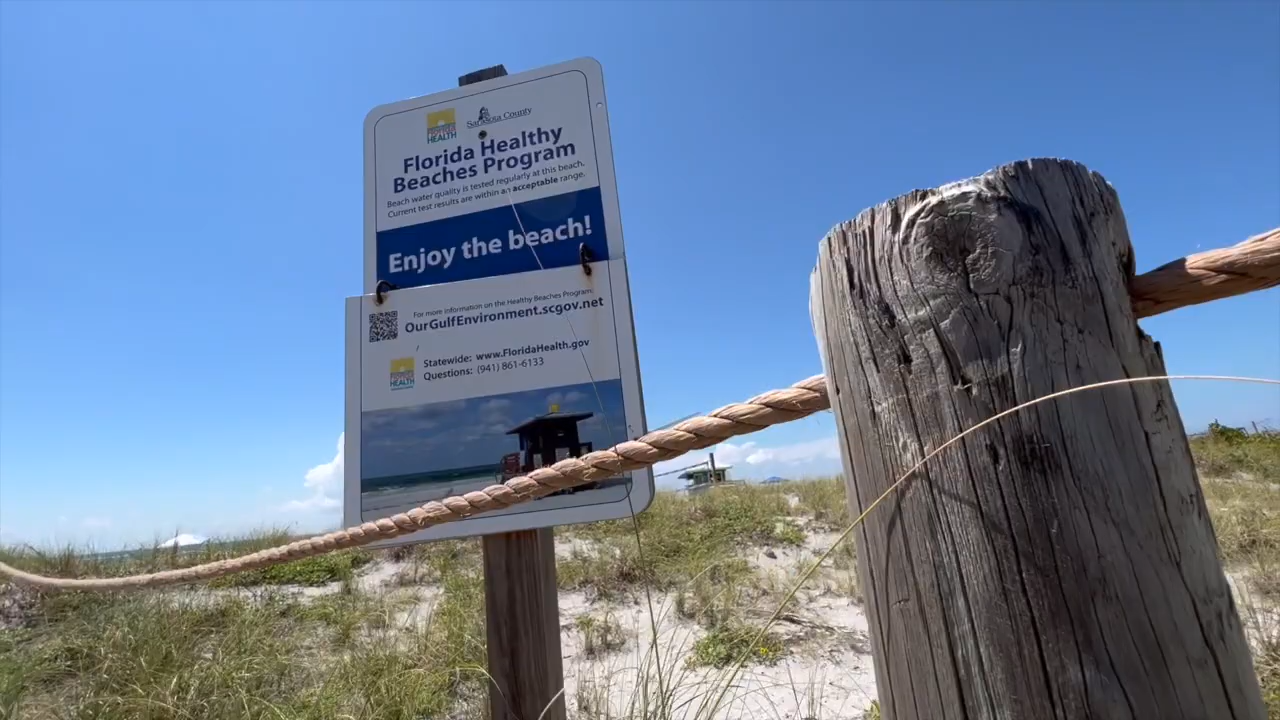 HEALTH
Sarasota County
Florida Healthy
Beaches Program
Beach water quality is tested regularly at this beach.
Current test results are within an acceptable range.
Enjoy the beach!
For more information on the Healthy Beaches Program:
OurGulfEnvironment.scgov.net
HEALTH
Statewide: www.FloridaHealth.gov
Questions: (941) 861-6133